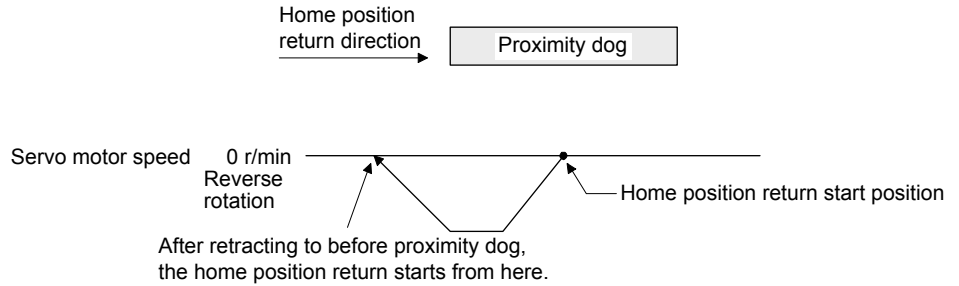 Home position
return direction
Proximity dog
Servo motor speed 0 r/min
Reverse
rotation
Home position return start position
After retracting to before proximity dog,
the home position return starts from here.